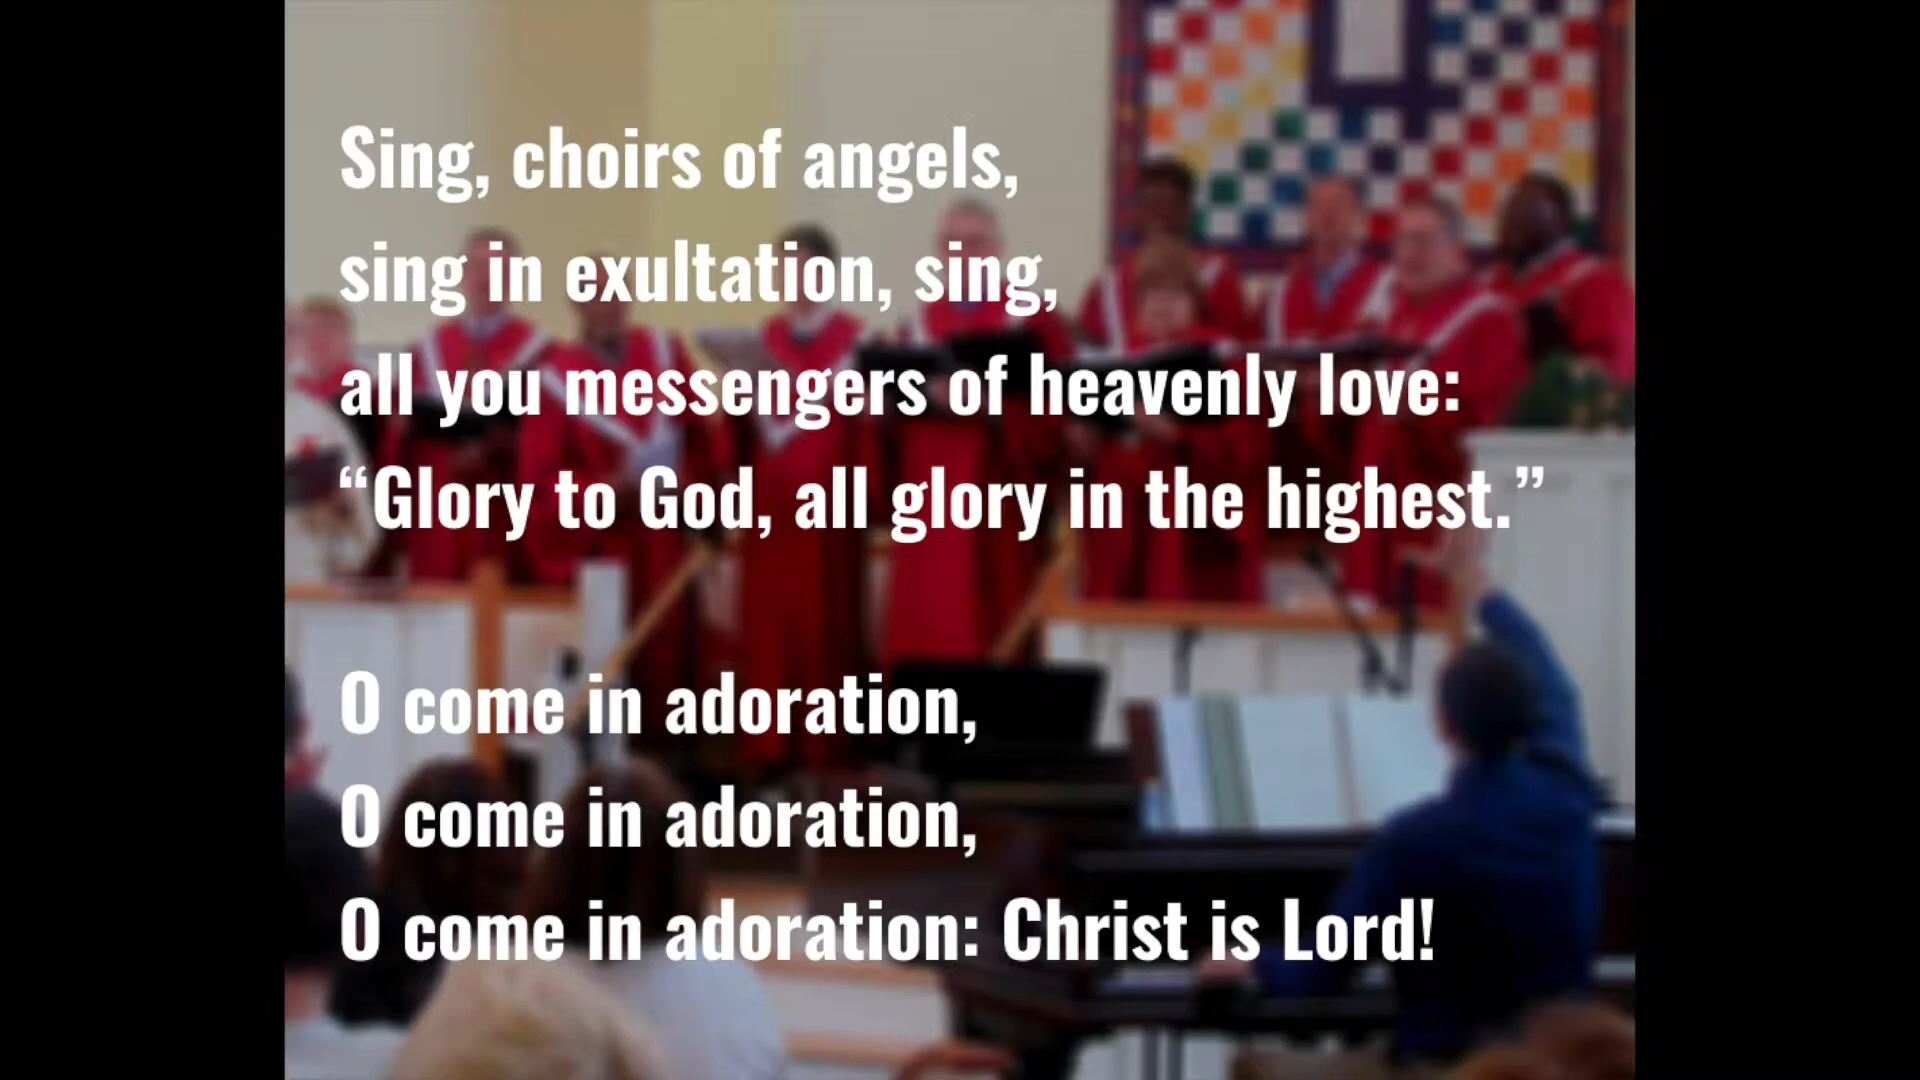 Sing, choirs of angels,
sing in exultation, sing,
all you messengers of heavenly love:
“Glory to God, all glory in the highest.”
O come in adoration,
O come in adoration,
O come in adoration: Christ is Lord!